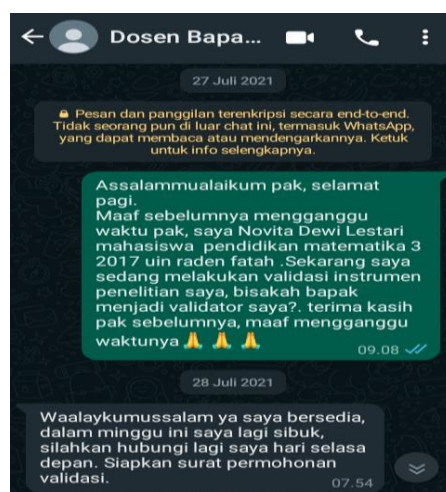 Dosen Bapa...
27 Juli 2021
Pesan dan panggilan terenkripsi secara end-to-end.
Tidak seorang pun di luar chat ini, termasuk WhatsApp,
yang dapat membaca atau mendengarkannya. Ketuk
untuk info selengkapnya.
Assalammualaikum pak, selamat
pagi.
Maaf sebelumnya mengganggu
waktu pak, saya Novita Dewi Lestari
mahasiswa pendidikan matematika 3
2017 uin raden fatah .Sekarang saya
sedang melakukan validasi instrumen
penelitian saya, bisakah bapak
menjadi validator saya?. terima kasih
pak sebelumnya, maaf mengganggu
waktunya 🙏 🙏 🙏
09.08
28 Juli 2021
Waalaykumussalam ya saya bersedia,
dalam minggu ini saya lagi sibuk,
silahkan hubungi lagi saya hari selasa
depan. Siapkan surat permohonan
validasi.
07.54